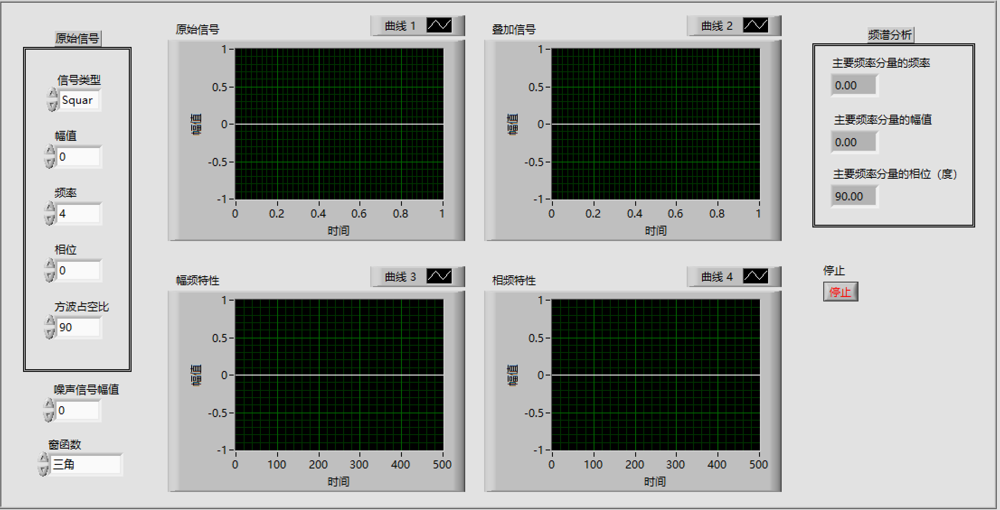 原始信号
信号类型
Squar
幅值
0
频率
4
相位
0
方波占空比
90
噪声信号幅值
0
窗函数
三角
原始信号
曲线 1
幅值
1
0.5
0
-0.5
-1
0 0.2 0.4 0.6 0.8 1
时间
叠加信号
曲线 2
幅值
1
0.5
0
-0.5
-1
0 0.2 0.4 0.6 0.8 1
时间
幅频特性
曲线 3
幅值
1
0.5
0
-0.5
-1
0 100 200 300 400 500
时间
相频特性
曲线 4
幅值
1
0.5
0
-0.5
-1
0 100 200 300 400 500
时间
频谱分析
主要频率分量的频率
0.00
主要频率分量的幅值
0.00
主要频率分量的相位（度）
90.00
停止
停止